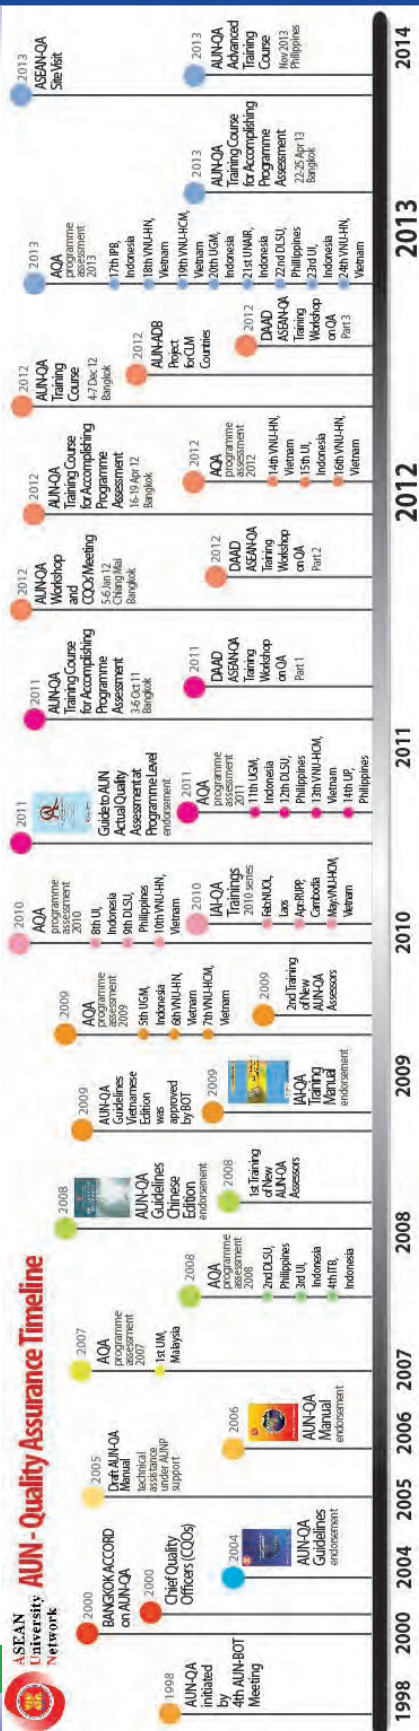 ASEAN
University
Network
AUN - Quality Assurance Timeline
1998
AUN-QA
initiated
by
4th AUN-BOT
Meeting
2000
BANGKOK ACCORD
on AUN-QA
2000
Chief Quality
Officers (CQOs)
2004
AUN-QA
Guidelines
endorsement
2005
Draft AUN-QA
Manual
technical
assistance
under AUNP
support
2006
AUN-QA
Manual
endorsement
2007
AQA
programme
assessment
2007
1st UM,
Malaysia
2008
AQA
programme
assessment
2008
2nd DLSU,
Philippines
3rd UI,
Indonesia
4th ITB,
Indonesia
2008
AUN-QA
Guidelines
Chinese
Edition
endorsement
2008
1st Training
of New
AUN-QA
Assessors
2009
AUN-QA
Guidelines
Vietnamese
Edition
was
approved
by BOT
2009
IAI-QA
Training
Manual
endorsement
2009
AQA
programme
assessment
2009
5th UGM,
Indonesia
6th VNU-HN,
Vietnam
7th VNU-HCM,
Vietnam
2009
2nd Training
of New
AUN-QA
Assessors
2010
AQA
programme
assessment
2010
8th UI,
Indonesia
9th DLSU,
Philippines
10th VNU-HN,
Vietnam
2010
IAI-QA
Trainings
2010 series
Feb:NUOL,
Laos
Apr:RUPP,
Cambodia
May:VNU-HCM,
Vietnam
2011
Guide to AUN
Actual Quality
Assessment at
Programme Level
endorsement
2011
AQA
programme
assessment
2011
11th UGM,
Indonesia
12th DLSU,
Philippines
13th VNU-HCM,
Vietnam
14th UP,
Philippines
2011
AUN-QA
Training Course
for Accomplishing
Programme
Assessment
3-6 Oct 11
Bangkok
2011
DAAD
ASEAN-QA
Training
Workshop
on QA
Part 1
2012
AUN-QA
Workshop
and
CQOs' Meeting
5-6 Jan 12
Chiang Mai
Bangkok
2012
DAAD
ASEAN-QA
Training
Workshop
on QA
Part 2
2012
AUN-QA
Training Course
for Accomplishing
Programme
Assessment
16-19 Apr 12
Bangkok
2012
AQA
programme
assessment
2012
14th VNU-HN,
Vietnam
15th UI,
Indonesia
16th VNU-HN,
Vietnam
2012
AUN-QA
Training
Course
4-7 Dec 12
Bangkok
2012
AUN-ADB
Project
for CLM
Countries
2012
DAAD
ASEAN-QA
Training
Workshop
on QA
Part 3
2013
AQA
programme
assessment
2013
17th IPB,
Indonesia
18th VNU-HN,
Vietnam
19th VNU-HCM,
Vietnam
20th UGM,
Indonesia
21st UNAIR,
Indonesia
22nd DLSU,
Philippines
23rd UI,
Indonesia
24th VNU-HN,
Vietnam
2013
AUN-QA
Training Course
for Accomplishing
Programme
Assessment
22-25 Apr 13
Bangkok
2013
ASEAN-QA
Site Visit
2013
AUN-QA
Advanced
Training
Course
Nov 2013
Philippines
1998
2000
2004
2005
2006
2007
2008
2009
2010
2011
2012
2013
2014